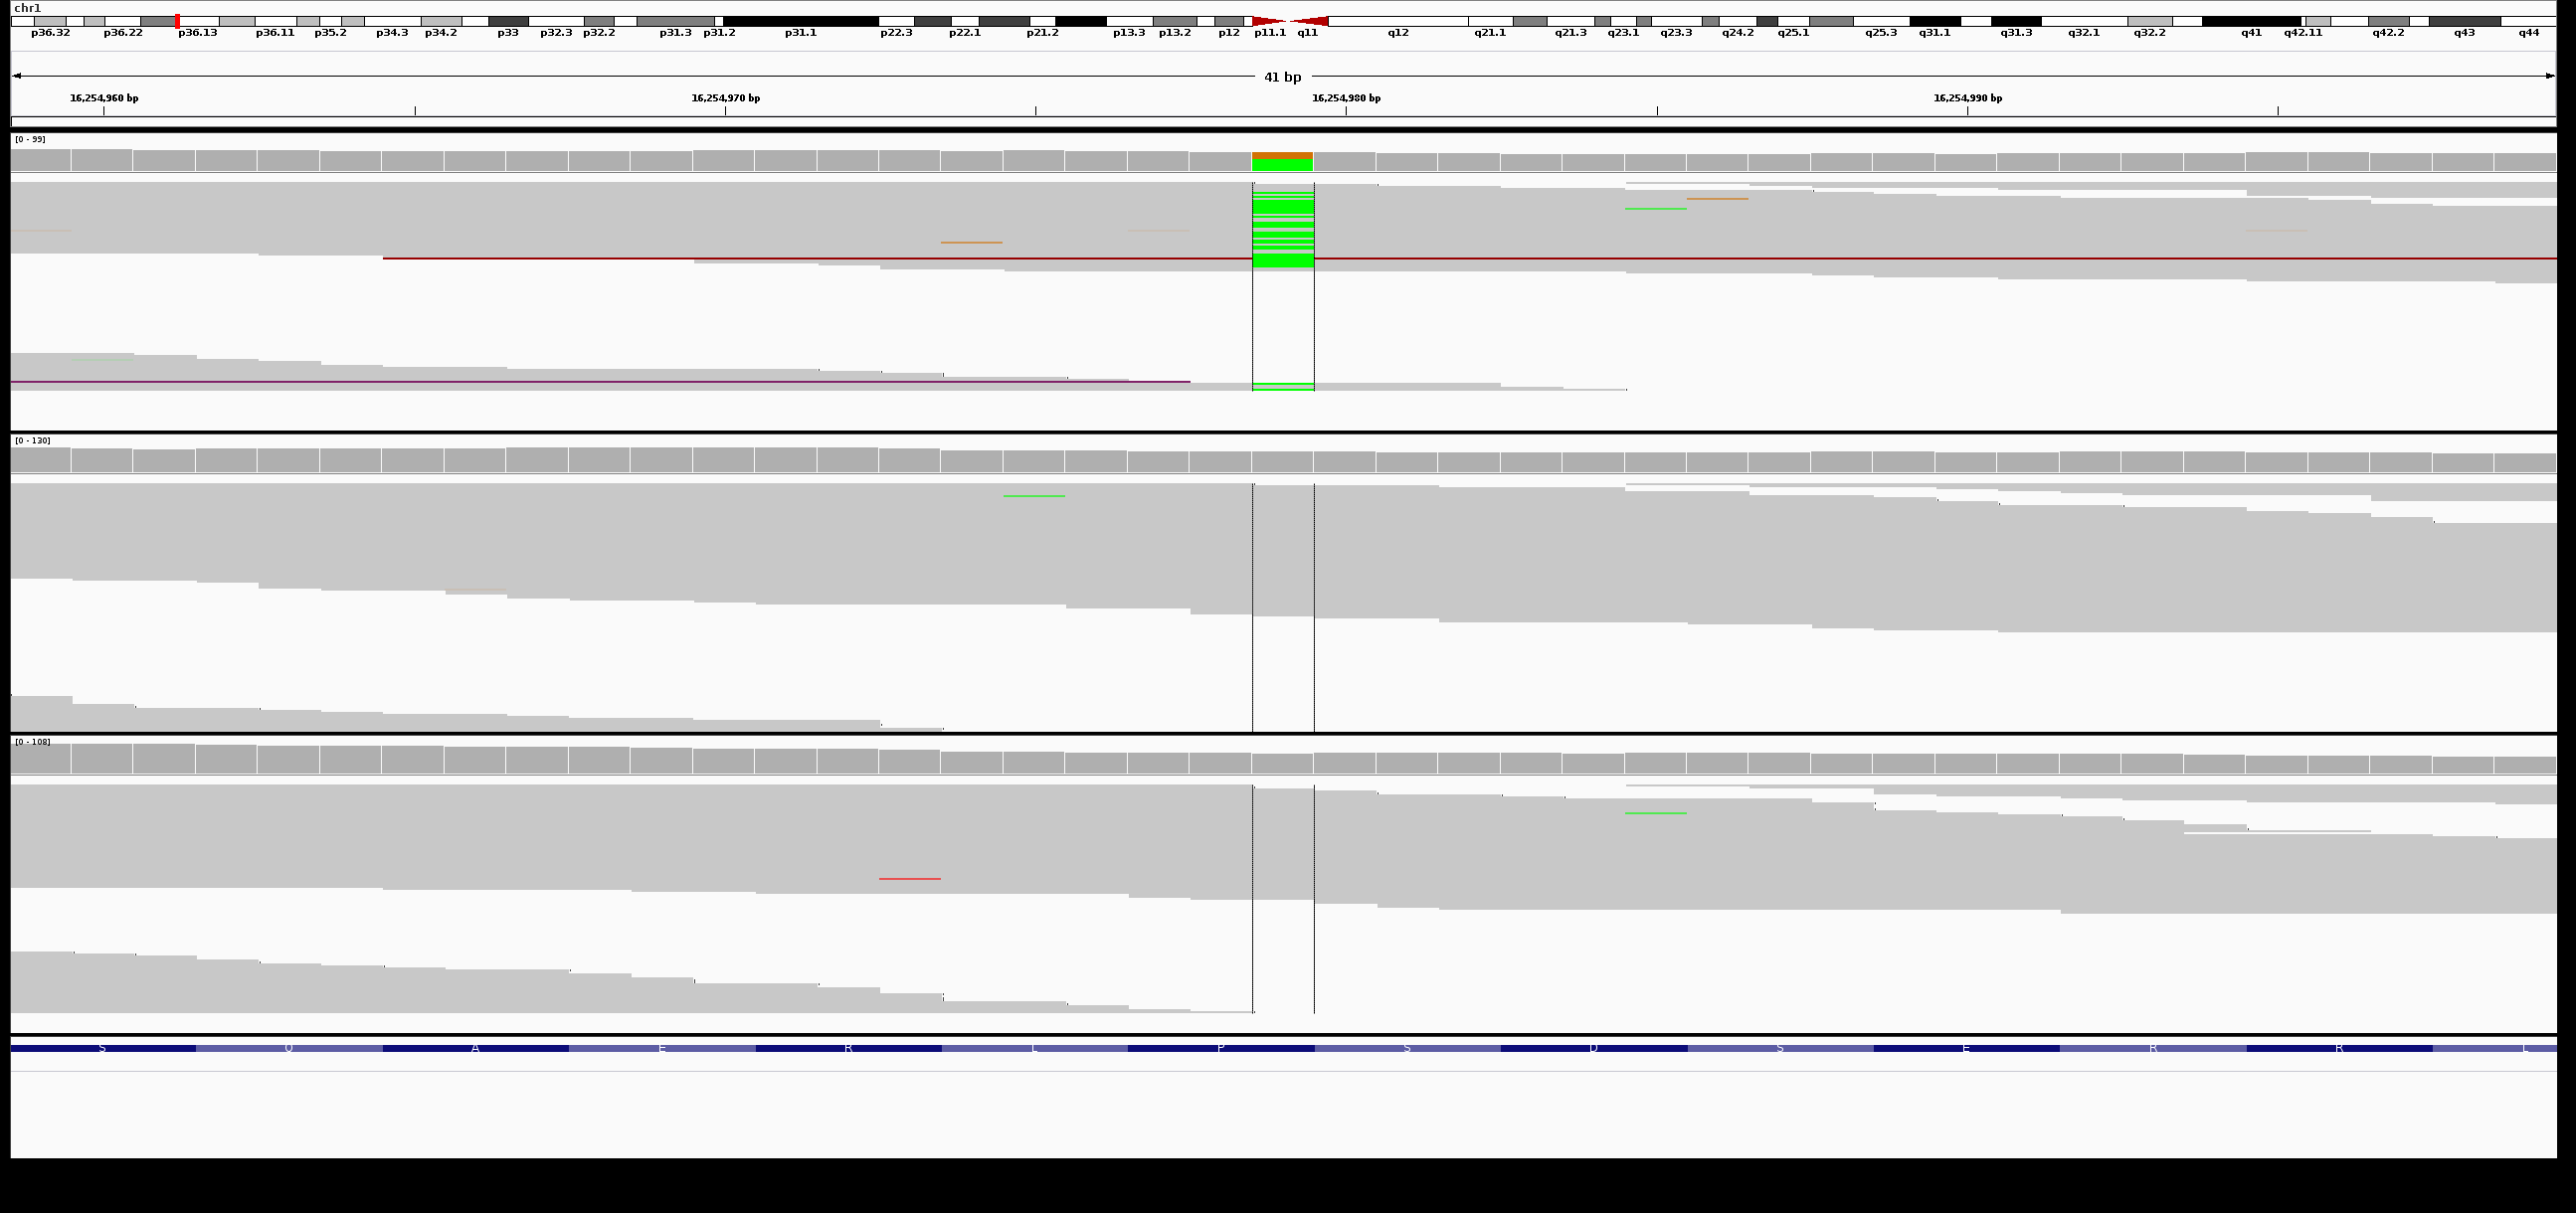 chr1
p36.32 p36.22 p36.13 p36.11 p35.2 p34.3 p34.2 p33 p32.3 p32.2 p31.3 p31.2 p31.1 p22.3 p22.1 p21.2 p13.3 p13.2 p12 p11.1 q11 q12 q21.1 q21.3 q23.1 q23.3 q24.2 q25.1 q25.3 q31.1 q31.3 q32.1 q32.2 q41 q42.11 q42.2 q43 q44
41 bp
16,254,960 bp 16,254,970 bp 16,254,980 bp 16,254,990 bp
[0 - 99]
[0 - 130]
[0 - 108]
S Q A E R L P S D S E R R L